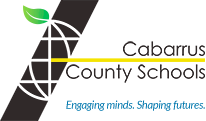 Cabarrus
County Schools
Engaging minds. Shaping futures.